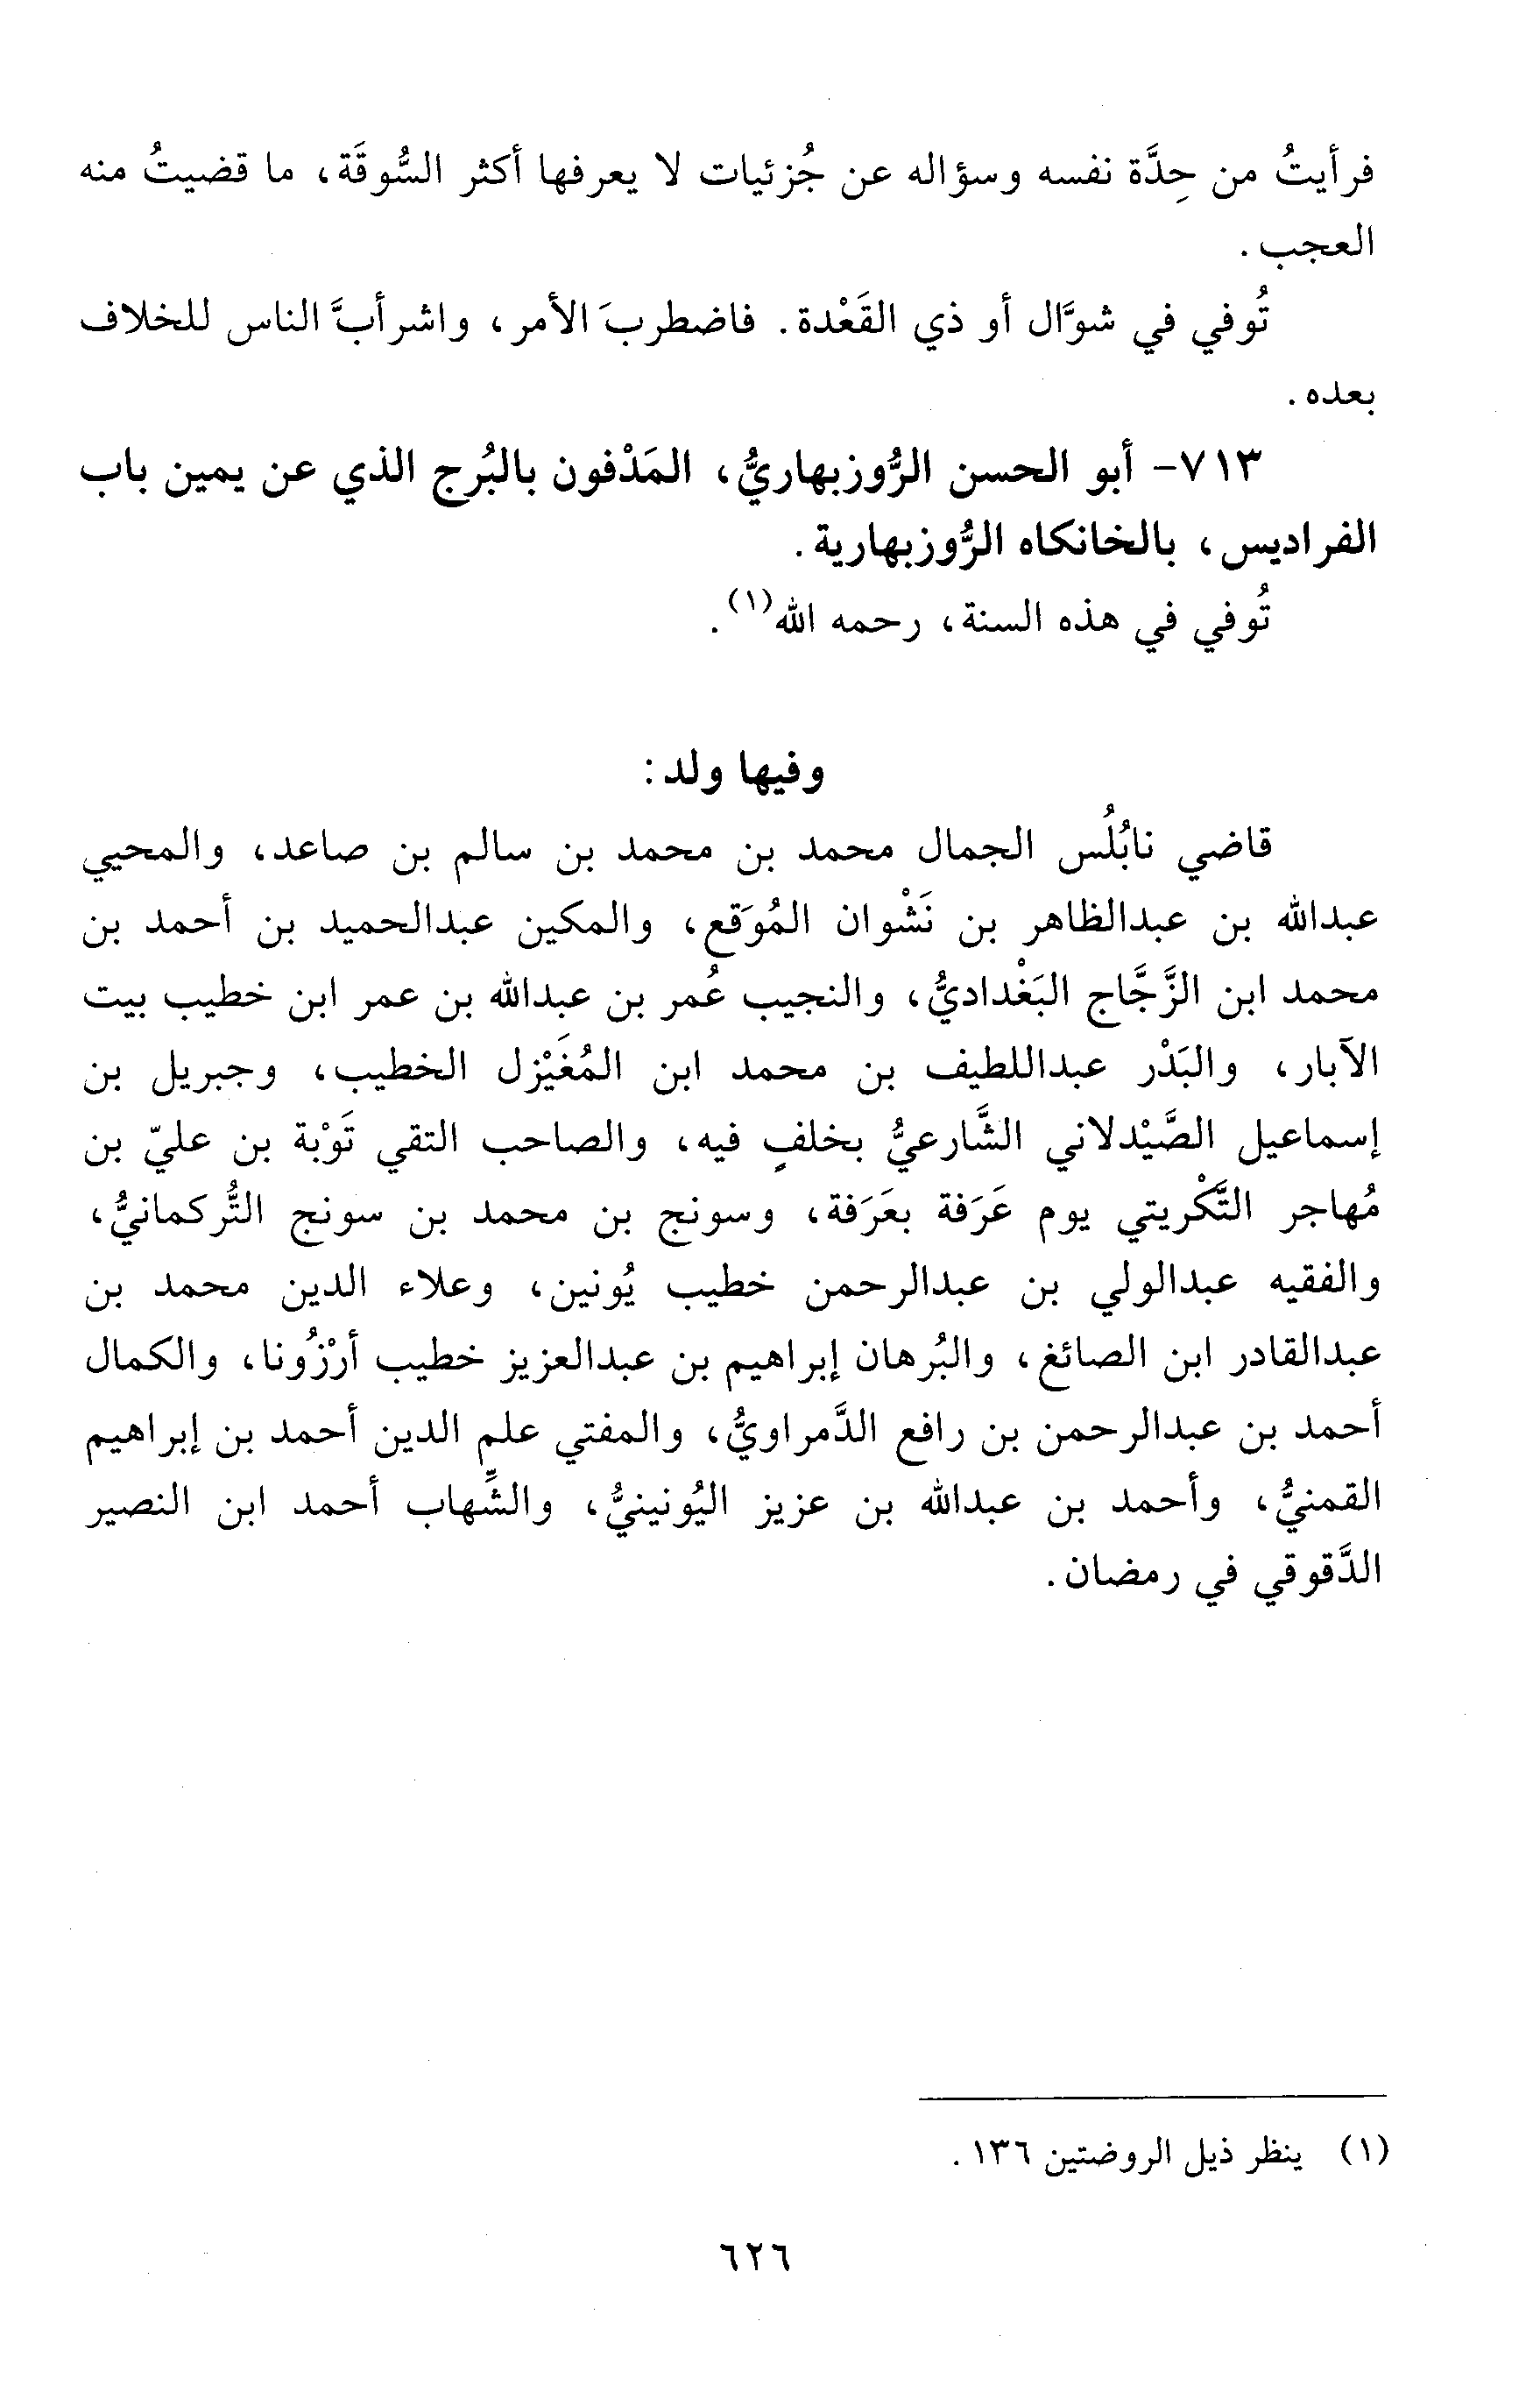 فرأيتُ من حِدَّة نفسه وسؤاله عن جُزئيات لا يعرفها أكثر السُّوقَة، ما قضيتُ منه
العجب.
تُوفي في شوَّال أو ذي القَعْدة. فاضطربَ الأمر، واشرأبَّ الناس للخلاف
بعده.
٧١٣- أبو الحسن الرُّوزبهاريُّ، المَدْفون بالبُرج الذي عن يمين باب
الفراديس، بالخانكاه الرُّوزبهارية.
تُوفي في هذه السنة، رحمه الله(١).
وفيها ولد:
قاضي نابُلُس الجمال محمد بن محمد بن سالم بن صاعد، والمحيي
عبدالله بن عبدالظاهر بن نَشْوان المُوَقع، والمكين عبدالحميد بن أحمد بن
محمد ابن الزَّجَّاج البَغْداديُّ، والنجيب عُمر بن عبدالله بن عمر ابن خطيب بيت
الآبار، والبَدْر عبداللطيف بن محمد ابن المُغَيْزل الخطيب، وجبريل بن
إسماعيل الصَّيْدلاني الشَّارعيُّ بخلفٍ فيه، والصاحب التقي تَوْبة بن عليّ بن
مُهاجر التَّكْريتي يوم عَرَفة بعَرَفة، وسونج بن محمد بن سونج التُّركمانيُّ،
والفقيه عبدالولي بن عبدالرحمن خطيب يُونين، وعلاء الدين محمد بن
عبدالقادر ابن الصائغ، والبُرهان إبراهيم بن عبدالعزيز خطيب أرْزُونا، والكمال
أحمد بن عبدالرحمن بن رافع الدَّمراويُّ، والمفتي علم الدين أحمد بن إبراهيم
القمنيُّ، وأحمد بن عبدالله بن عزيز اليُونينيُّ، والشِّهاب أحمد ابن النصير
الدَّقوقي في رمضان.
(١) ينظر ذيل الروضتين ١٣٦.
٦٢٦